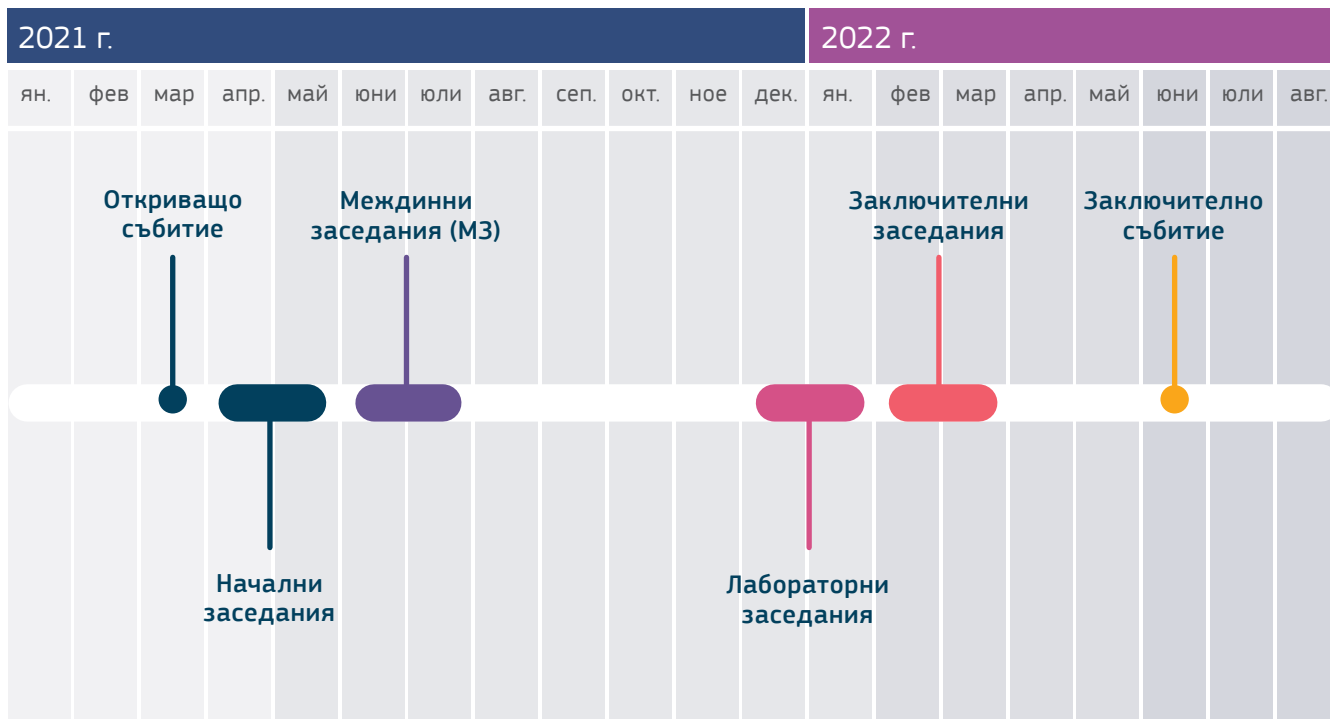 2021 г.
2022 г.
ян. фев мар апр. май юни юли авг. сеп. окт. ное дек. ян. фев мар апр. май юни юли авг.
Откриващо
събитие
Междинни
заседания (МЗ)
Заключителни
заседания
Заключително
събитие
Начални
заседания
Лабораторни
заседания